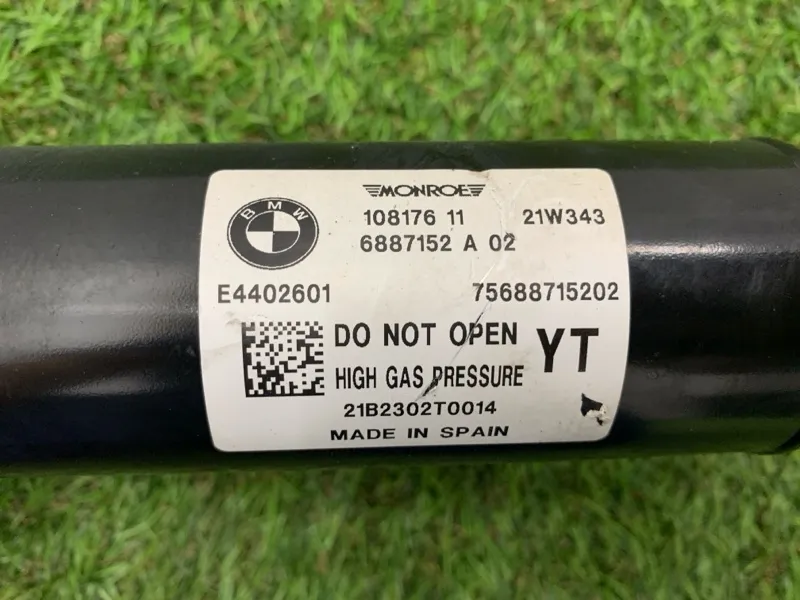 MONROE
BMW
108176 11 21W343
6887152 A 02
E4402601 75688715202
DO NOT OPEN YT
HIGH GAS PRESSURE
21B2302T0014
MADE IN SPAIN